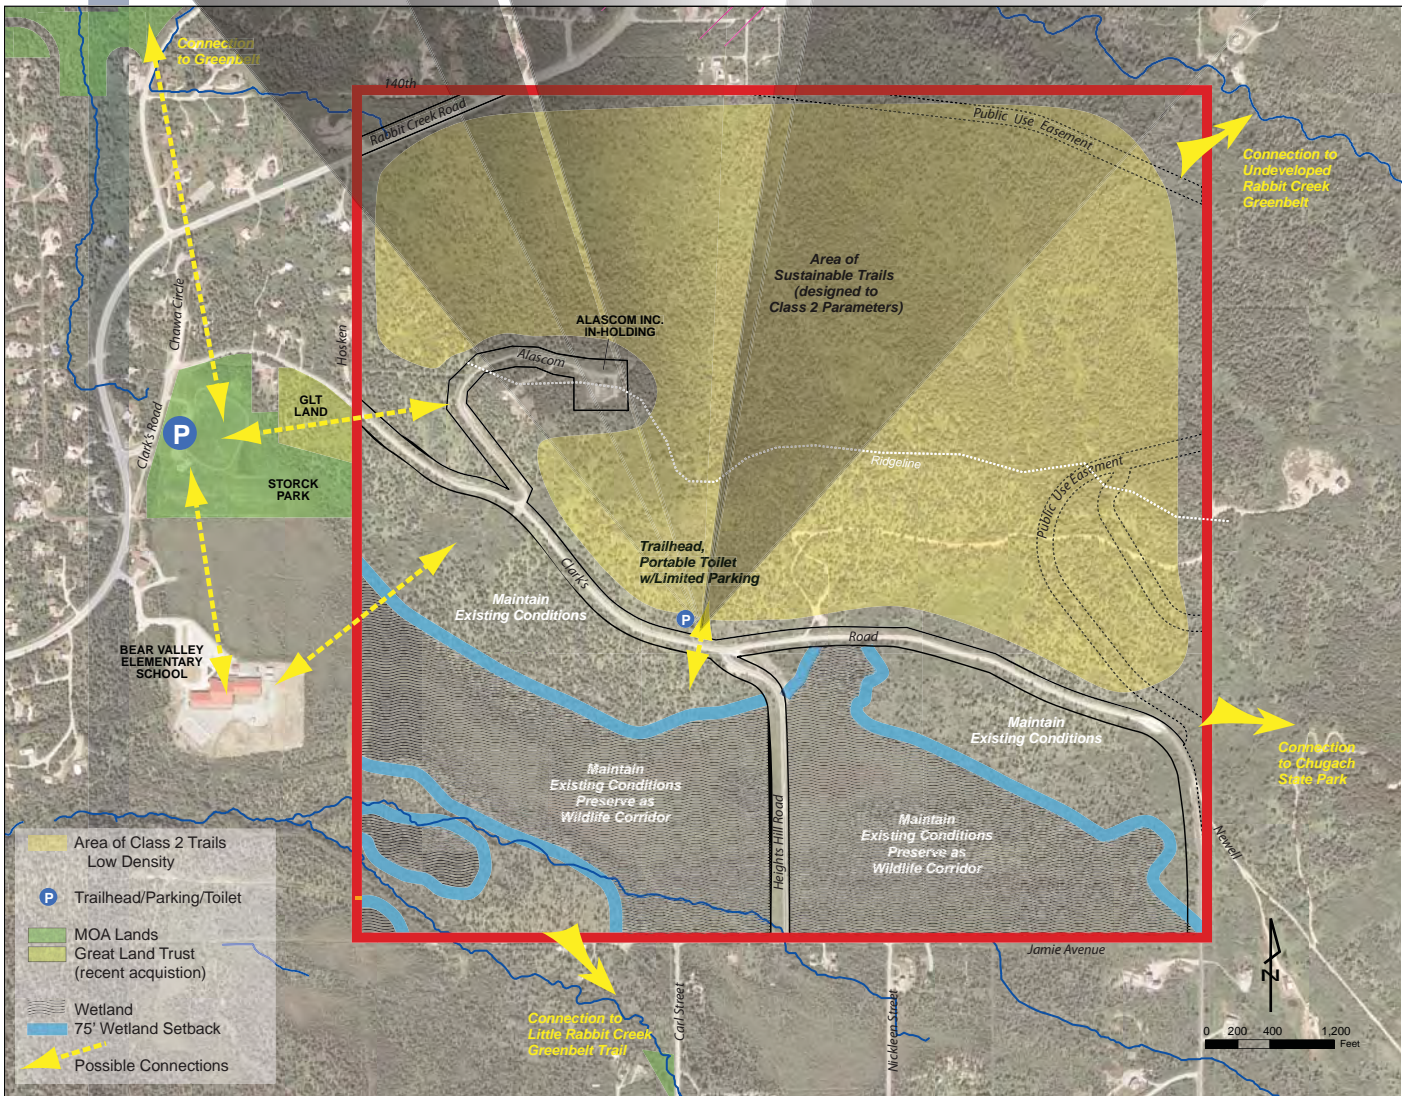 Connection
to Greenbelt
140th
Rabbit Creek Road
Public Use Easement
Connection to
Undeveloped
Rabbit Creek
Greenbelt
Area of
Sustainable Trails
(designed to
Class 2 Parameters)
Chawa Circle
Hosken
ALASCOM INC.
IN-HOLDING
Alascom
GLT
LAND
Clark's Road
P
STORCK
PARK
Ridgeline
Public Use Easement
Trailhead,
Portable Toilet
w/Limited Parking
Clark's
P
Road
Maintain
Existing Conditions
BEAR VALLEY
ELEMENTARY
SCHOOL
Maintain
Existing Conditions
Connection
to Chugach
State Park
Maintain
Existing Conditions
Preserve as
Wildlife Corridor
Heights Hill Road
Maintain
Existing Conditions
Preserve as
Wildlife Corridor
Newell
Area of Class 2 Trails
Low Density
P Trailhead/Parking/Toilet
MOA Lands
Great Land Trust
(recent acquistion)
Wetland
75' Wetland Setback
Possible Connections
Jamie Avenue
Connection to
Little Rabbit Creek
Greenbelt Trail
Carl Street
Nickleen Street
N
0 200 400 1,200
Feet